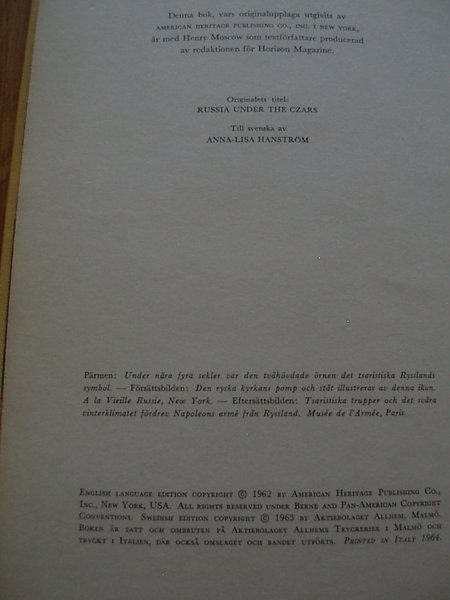 Denna bok, vars originalupplaga utgivits av
AMERICAN HERITAGE PUBLISHING CO., INC. I NEW YORK,
är med Henry Moscow som textförfattare producerad
av redaktionen för Horizon Magazine.
Originalets titel:
RUSSIA UNDER THE CZARS
Till svenska av
ANNA-LISA HANSTRÖM
Pärmen: Under nära fyra sekler var den tvåhövdade örnen det tsaristiska Rysslands
symbol. — Försättsbilden: Den ryska kyrkans pomp och ståt illustreras av denna ikon.
A la Vieille Russie, New York. — Eftersättsbilden: Tsaristiska trupper och det svåra
vinterklimatet fördrev Napoleons armé från Ryssland. Musée de l'Armée, Paris.
ENGLISH LANGUAGE EDITION COPYRIGHT © 1962 BY AMERICAN HERITAGE PUBLISHING CO.,
INC., NEW YORK, USA. ALL RIGHTS RESERVED UNDER BERNE AND PAN-AMERICAN COPYRIGHT
CONVENTIONS. SWEDISH EDITION COPYRIGHT © 1963 BY AKTIEBOLAGET ALLHEM, MALMÖ.
BOKEN ÄR SATT OCH OMBRUTEN PÅ AKTIEBOLAGET ALLHEMS TRYCKERIER I MALMÖ OCH
TRYCKT I ITALIEN, DÄR OCKSÅ OMSLAGET OCH BANDET UTFÖRTS. PRINTED IN ITALY 1964.